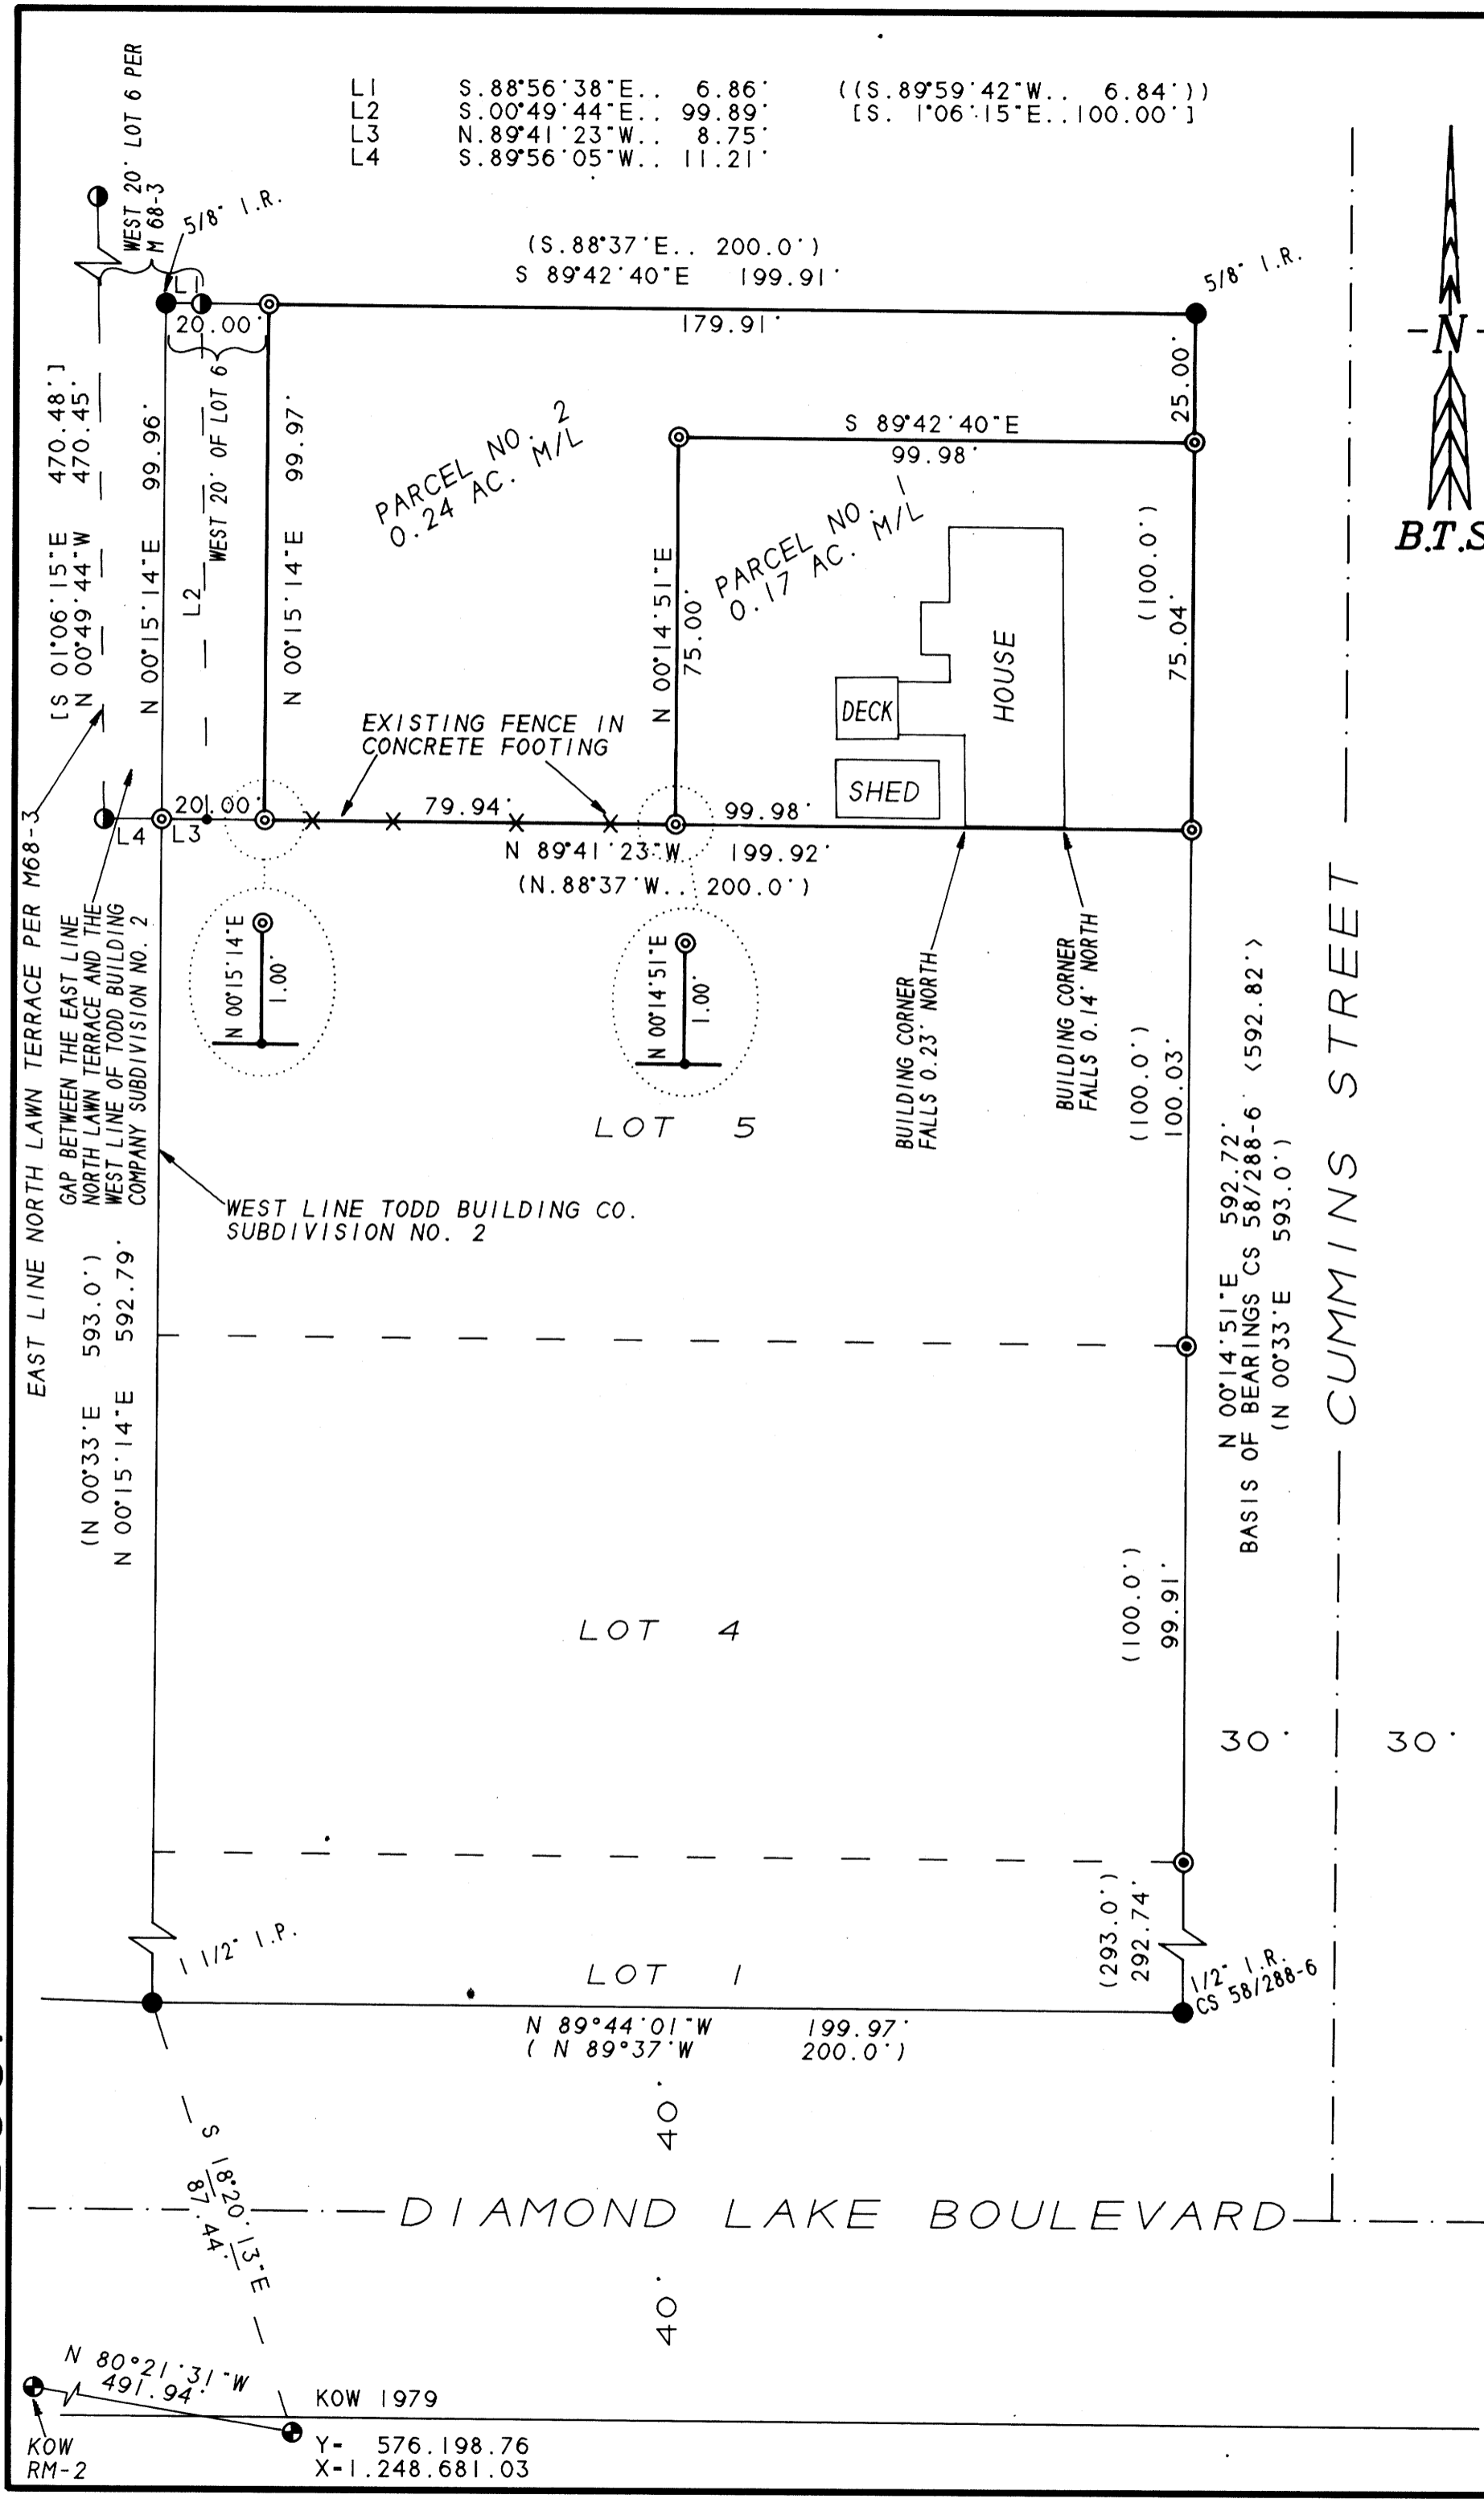 L1 S.88°56'38"E.. 6.86' ((S.89°59'42"W.. 6.84'))
L2 S.00°49'44"E.. 99.89' [S. 1°06'15"E..100.00']
L3 N.89°41'23"W.. 8.75'
L4 S.89°56'05"W.. 11.21'
WEST 20' LOT 6 PER
M 68-3
5/8" I.R.
(S.88°37'E.. 200.0')
S 89°42'40"E 199.91'
5/8" I.R.
L1
20.00'
179.91'
25.00'
-N-
B.T.S
[S 01°06'15"E 470.48']
N 00°49'44"W 470.45'
N 00°15'14"E 99.96'
L2
WEST 20' OF LOT 6
N 00°15'14"E 99.97'
PARCEL NO. 2
0.24 AC. M/L
S 89°42'40"E
99.98'
PARCEL NO. 1
0.17 AC. M/L
N 00°14'51"E
75.00'
HOUSE
DECK
SHED
(100.0')
75.04'
EXISTING FENCE IN
CONCRETE FOOTING
20.00'
79.94'
99.98'
L4
L3
N 89°41'23"W. 199.92'
(N.88°37'W.. 200.0')
EAST LINE NORTH LAWN TERRACE PER M68-3
GAP BETWEEN THE EAST LINE
NORTH LAWN TERRACE AND THE
WEST LINE OF TODD BUILDING
COMPANY SUBDIVISION NO. 2
N 00°15'14"E
1.00'
N 00°14'51"E
1.00'
BUILDING CORNER
FALLS 0.23' NORTH
BUILDING CORNER
FALLS 0.14' NORTH
LOT 5
(100.0')
100.03'
WEST LINE TODD BUILDING CO.
SUBDIVISION NO. 2
(N 00°33'E 593.0')
N 00°15'14"E 592.79'
N 00°14'51"E 592.72'
BASIS OF BEARINGS CS 58/288-6 <592.82'>
(N 00°33'E 593.0')
CUMMINS STREET
LOT 4
(100.0')
99.91'
30' 30'
1 1/2" I.P.
LOT 1
(293.0')
292.74'
1/2" I.R.
CS 58/288-6
N 89°44'01"W 199.97'
( N 89°37'W 200.0')
40'
S 18°20'13"E
87.44'
DIAMOND LAKE BOULEVARD
40'
N 80°21'31"W
491.94'
KOW 1979
KOW
RM-2
Y= 576.198.76
X=1.248.681.03